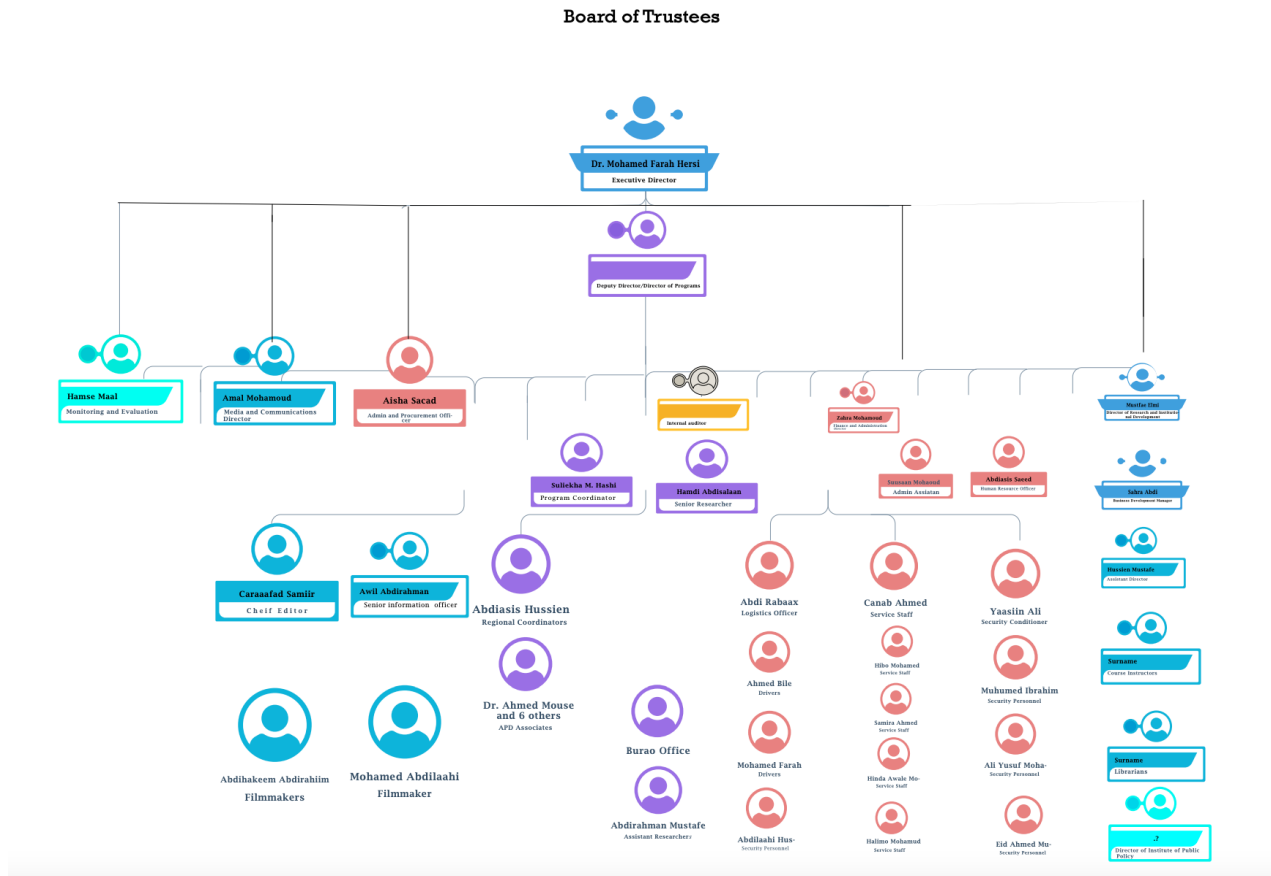 Board of Trustees
Dr. Mohamed Farah Hersi
Executive Director
Deputy Director/Director of Programs
Hamse Maal
Monitoring and Evaluation
Amal Mohamoud
Media and Communications
Director
Aisha Sacad
Admin and Procurement Offi-
cer
Internal auditor
Zahra Mohamoud
Finance and Administration
Mustfas Elmi
Director of Research and Institute
and Development
Suliekha M. Hashi
Program Coordinator
Hamdi Abdisalaan
Senior Researcher
Admin Assistan
Abdiasis Saeed
Human Resource Officer
Sahra Abdi
Business Development Manager
Caraaafad Samiir
Cheif Editor
Awil Abdirahman
Senior information officer
Abdiasis Hussien
Regional Coordinators
Abdi Rabaax
Logistics Officer
Canab Ahmed
Service Staff
Yaasiin Ali
Security Conditioner
Hussien Mustafe
Assistant Director
Dr. Ahmed Mouse
and 6 others
APD Associates
Ahmed Bile
Drivers
Hibo Mohamed
Service Staff
Muhumed Ibrahim
Security Personnel
Surname
Course Instructors
Abdihakeem Abdirahiim
Filmmakers
Mohamed Abdilaahi
Filmmaker
Burao Office
Mohamed Farah
Drivers
Samira Ahmed
Service Staff
Hinda Awale Mo-
Service Staff
Ali Yusuf Moha-
Security Personnel
Surname
Librarians
Abdirahman Mustafe
Assistant Researchers
Abdilaahi Hus-
Security Personnel
Halimo Mohamud
Service Staff
Eid Ahmed Mu-
Security Personnel
.?
Director of Institute of Public
Policy